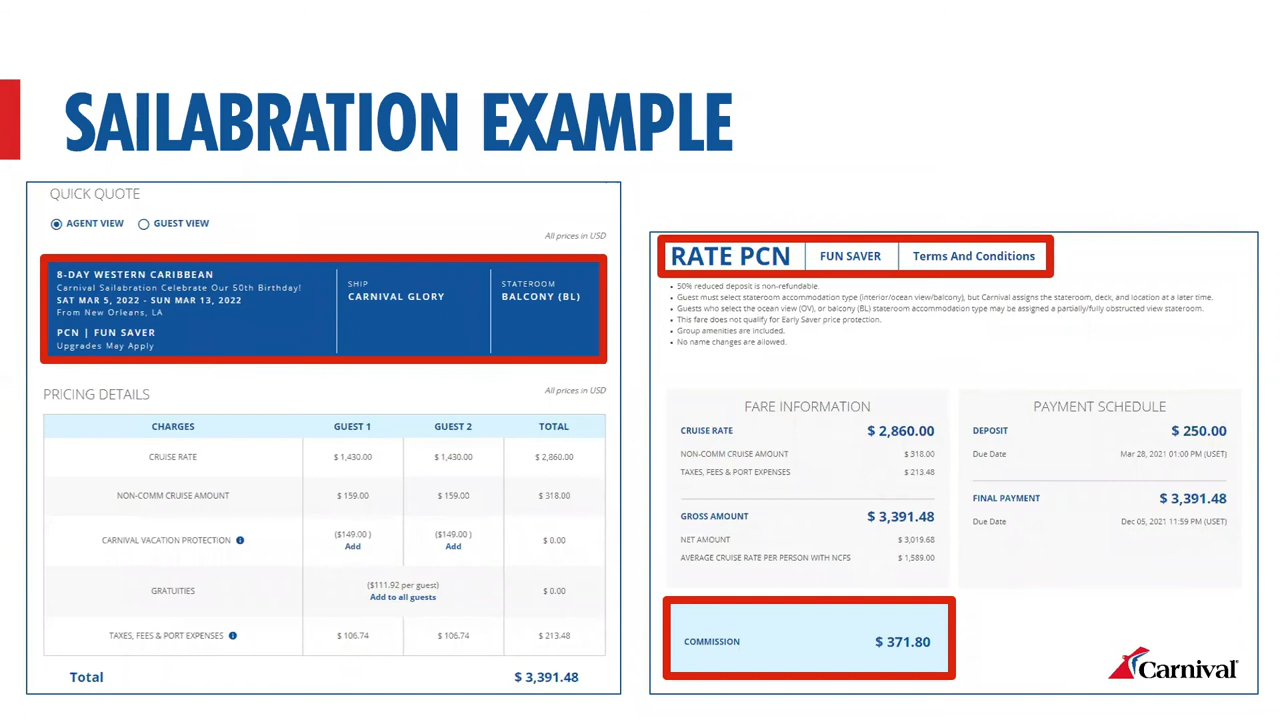 SAILABRATION EXAMPLE
QUICK QUOTE
AGENT VIEW GUEST VIEW
All prices in USD
8-DAY WESTERN CARIBBEAN
Carnival Sailabration Celebrate Our 50th Birthday!
SAT MAR 5, 2022 - SUN MAR 13, 2022
From New Orleans, LA
PCN | FUN SAVER
Upgrades May Apply
SHIP
CARNIVAL GLORY
STATEROOM
BALCONY (BL)
PRICING DETAILS
All prices in USD
CHARGES GUEST 1 GUEST 2 TOTAL
CRUISE RATE $ 1,430.00 $ 1,430.00 $ 2,860.00
NON-COMM CRUISE AMOUNT $ 159.00 $ 159.00 $ 318.00
CARNIVAL VACATION PROTECTION ($149.00 ) ($149.00 ) $ 0.00
Add Add
GRATUITIES ($111.92 per guest) $ 0.00
Add to all guests
TAXES, FEES & PORT EXPENSES $ 106.74 $ 106.74 $ 213.48
Total $ 3,391.48
RATE PCN FUN SAVER Terms And Conditions
• 50% reduced deposit is non-refundable.
• Guest must select stateroom accommodation type (interior/ocean view/balcony), but Carnival assigns the stateroom, deck, and location at a later time.
• Guests who select the ocean view (OV), or balcony (BL) stateroom accommodation type may be assigned a partially/fully obstructed view stateroom.
• This fare does not qualify for Early Saver price protection.
• Group amenities are included.
• No name changes are allowed.
FARE INFORMATION
CRUISE RATE $ 2,860.00
NON-COMM CRUISE AMOUNT $ 318.00
TAXES, FEES & PORT EXPENSES $ 213.48
GROSS AMOUNT $ 3,391.48
NET AMOUNT $ 3,019.68
AVERAGE CRUISE RATE PER PERSON WITH NCFS $ 1,589.00
PAYMENT SCHEDULE
DEPOSIT $ 250.00
Due Date Mar 28, 2021 01:00 PM (USET)
FINAL PAYMENT $ 3,391.48
Due Date Dec 05, 2021 11:59 PM (USET)
COMMISSION $ 371.80
Carnival